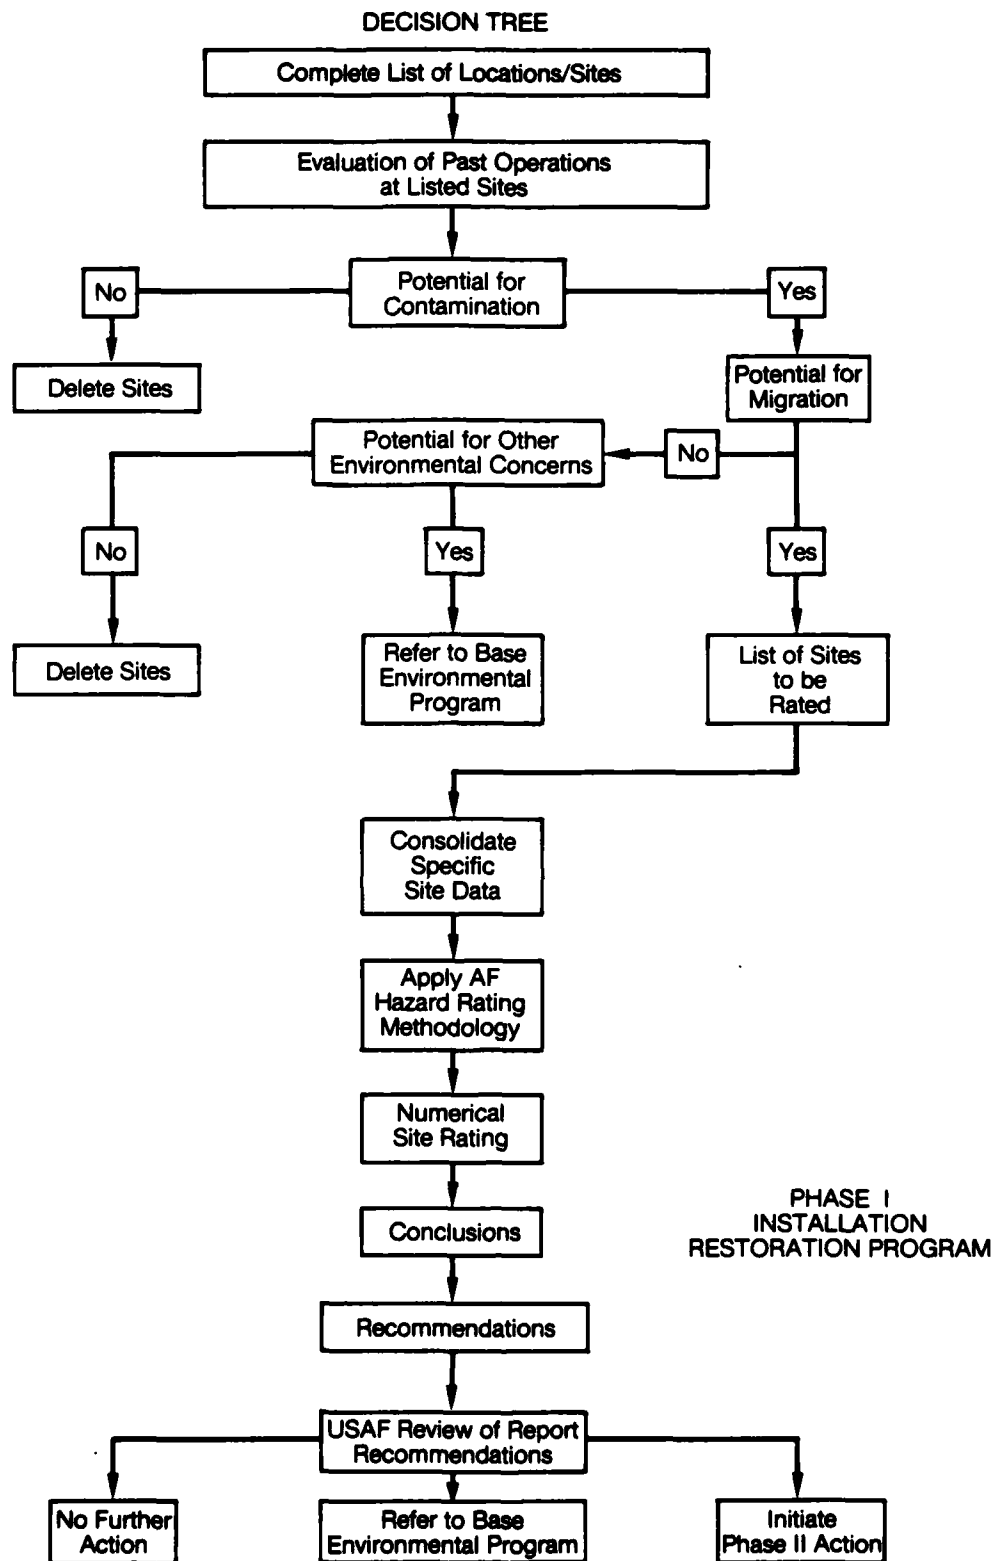 DECISION TREE
Complete List of Locations/Sites
Evaluation of Past Operations
at Listed Sites
No
Potential for
Contamination
Yes
Delete Sites
Potential for
Migration
Potential for Other
Environmental Concerns
No
No
Yes
Yes
Delete Sites
Refer to Base
Environmental
Program
List of Sites
to be
Rated
Consolidate
Specific
Site Data
Apply AF
Hazard Rating
Methodology
Numerical
Site Rating
Conclusions
PHASE I
INSTALLATION
RESTORATION PROGRAM
Recommendations
USAF Review of Report
Recommendations
No Further
Action
Refer to Base
Environmental Program
Initiate
Phase II Action